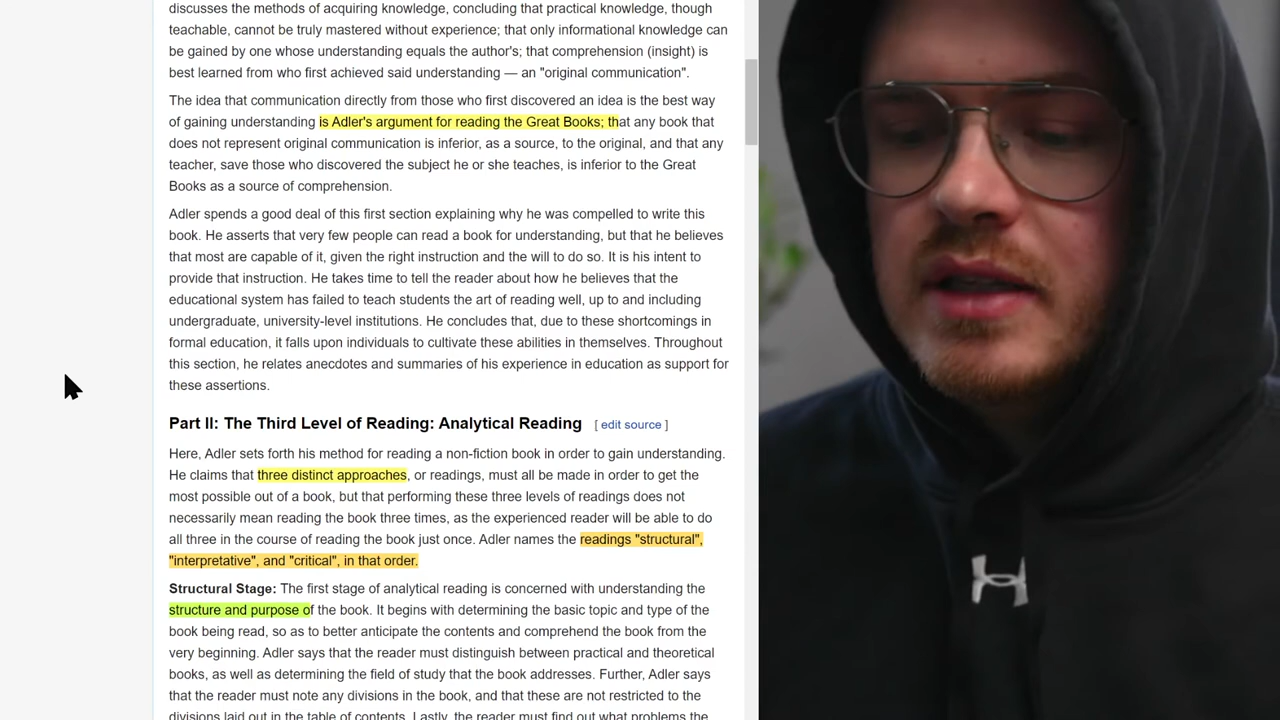 discusses the methods of acquiring knowledge, concluding that practical knowledge, though
teachable, cannot be truly mastered without experience; that only informational knowledge can
be gained by one whose understanding equals the author's; that comprehension (insight) is
best learned from who first achieved said understanding — an "original communication".
The idea that communication directly from those who first discovered an idea is the best way
of gaining understanding is Adler's argument for reading the Great Books; that any book that
does not represent original communication is inferior, as a source, to the original, and that any
teacher, save those who discovered the subject he or she teaches, is inferior to the Great
Books as a source of comprehension.
Adler spends a good deal of this first section explaining why he was compelled to write this
book. He asserts that very few people can read a book for understanding, but that he believes
that most are capable of it, given the right instruction and the will to do so. It is his intent to
provide that instruction. He takes time to tell the reader about how he believes that the
educational system has failed to teach students the art of reading well, up to and including
undergraduate, university-level institutions. He concludes that, due to these shortcomings in
formal education, it falls upon individuals to cultivate these abilities in themselves. Throughout
this section, he relates anecdotes and summaries of his experience in education as support for
these assertions.
Part II: The Third Level of Reading: Analytical Reading [ edit source ]
Here, Adler sets forth his method for reading a non-fiction book in order to gain understanding.
He claims that three distinct approaches, or readings, must all be made in order to get the
most possible out of a book, but that performing these three levels of readings does not
necessarily mean reading the book three times, as the experienced reader will be able to do
all three in the course of reading the book just once. Adler names the readings "structural",
"interpretative", and "critical", in that order.
Structural Stage: The first stage of analytical reading is concerned with understanding the
structure and purpose of the book. It begins with determining the basic topic and type of the
book being read, so as to better anticipate the contents and comprehend the book from the
very beginning. Adler says that the reader must distinguish between practical and theoretical
books, as well as determining the field of study that the book addresses. Further, Adler says
that the reader must note any divisions in the book, and that these are not restricted to the
divisions laid out in the table of contents. Lastly, the reader must find out what problems the